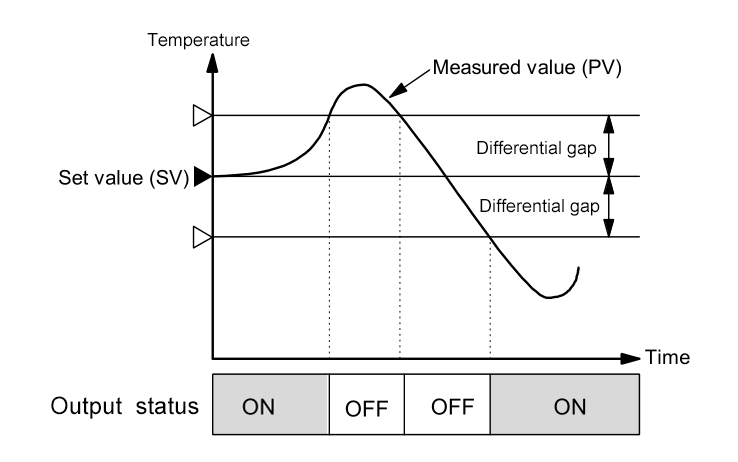 Temperature
Measured value (PV)
Differential gap
Set value (SV)
Differential gap
Time
Output status ON OFF OFF ON